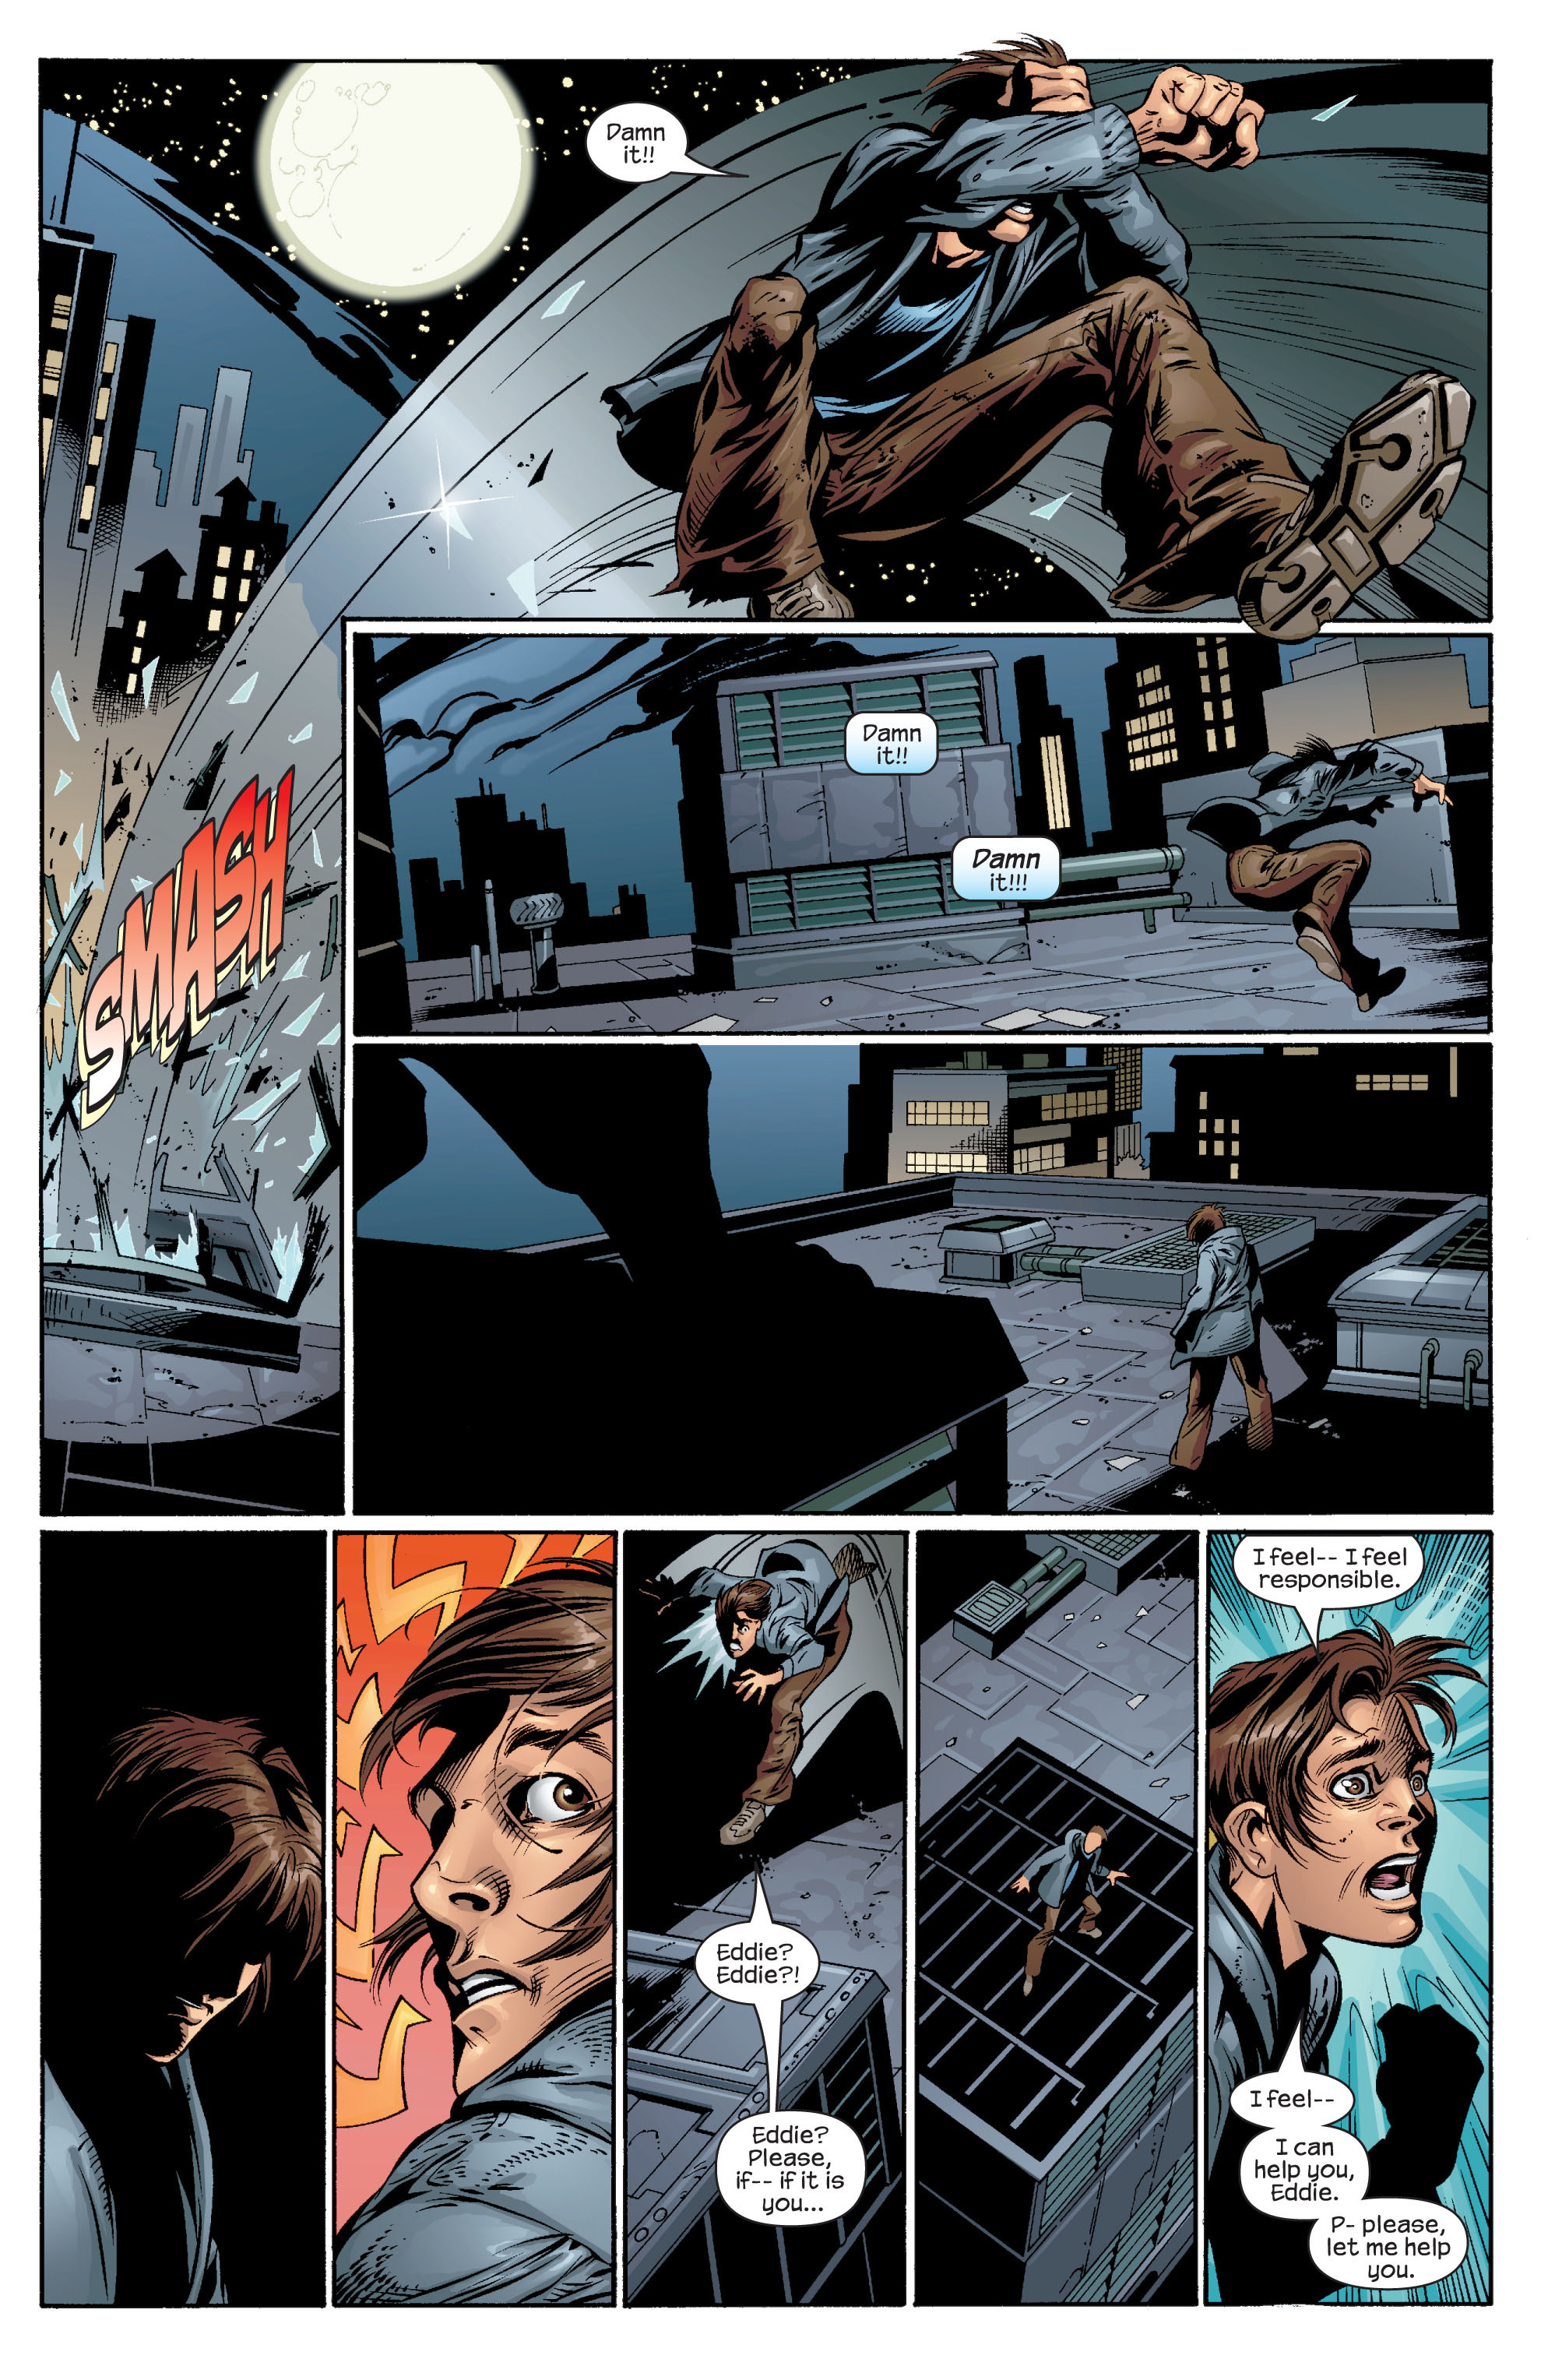 Damn
it!!
SMASH
Damn
it!!
Damn
it!!!
Eddie?
Eddie?!
Eddie?
Please,
if-- if it is
you...
I feel-- I feel
responsible.
I feel--
I can
help you,
Eddie.
P- please,
let me help
you.